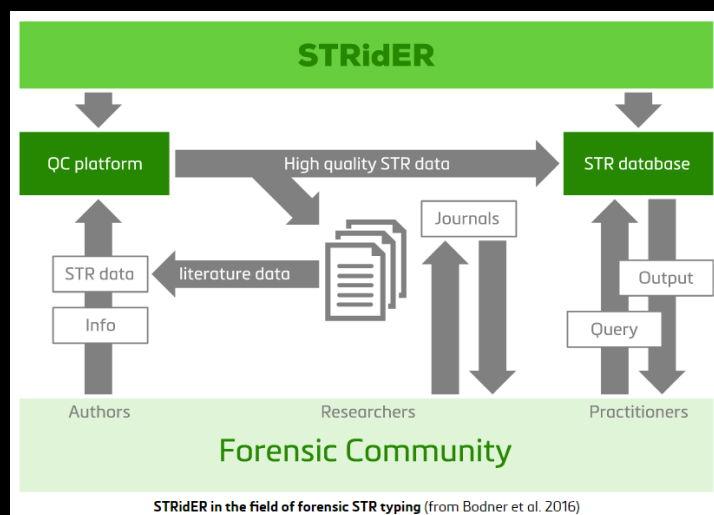 STRidER
QC platform
High quality STR data
STR database
Journals
STR data
literature data
Output
Info
Query
Authors
Researchers
Practitioners
Forensic Community
STRidER in the field of forensic STR typing (from Bodner et al. 2016)